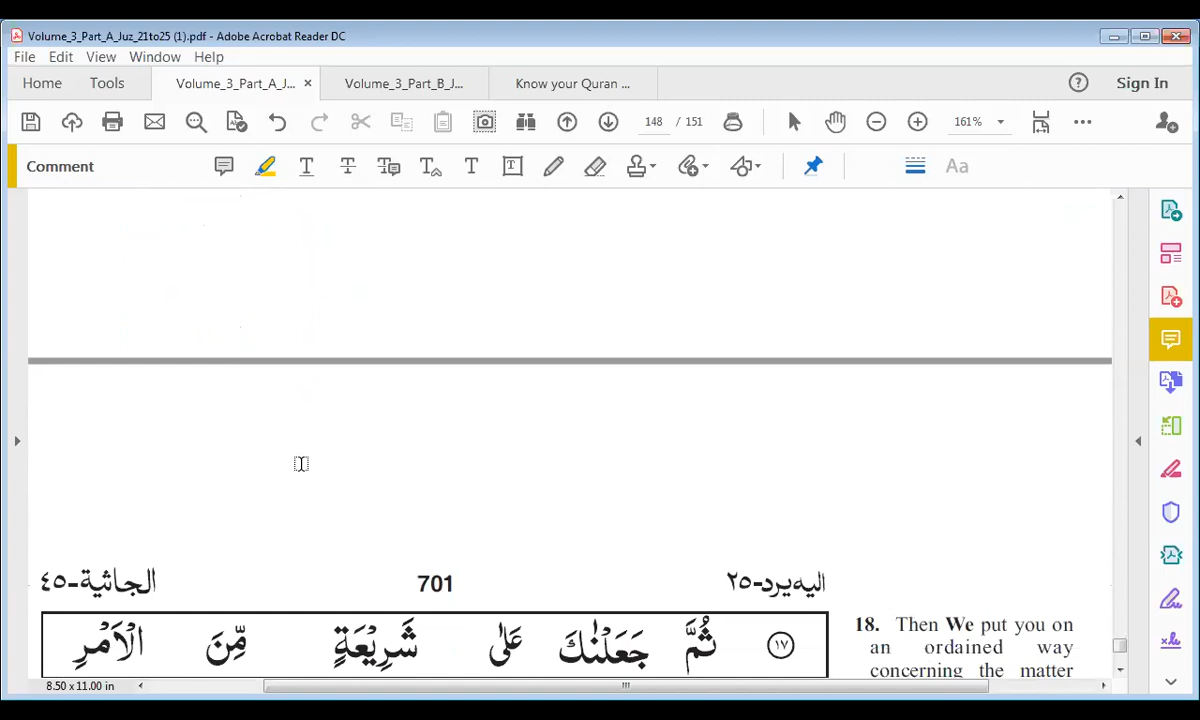 Volume_3_Part_A_Juz_21to25 (1).pdf - Adobe Acrobat Reader DC
File Edit View Window Help
Home Tools Volume_3_Part_A_J... × Volume_3_Part_B_J... Know your Quran ... Sign In
148 / 151 161%
Comment
الجاثية-٤٥ 701 اليه يرد-٢٥
١٧ ثُمَّ جَعَلْنٰكَ عَلٰى شَرِيْعَةٍ مِّنَ الْاَمْرِ
18. Then We put you on
an ordained way
concerning the matter
8.50 x 11.00 in